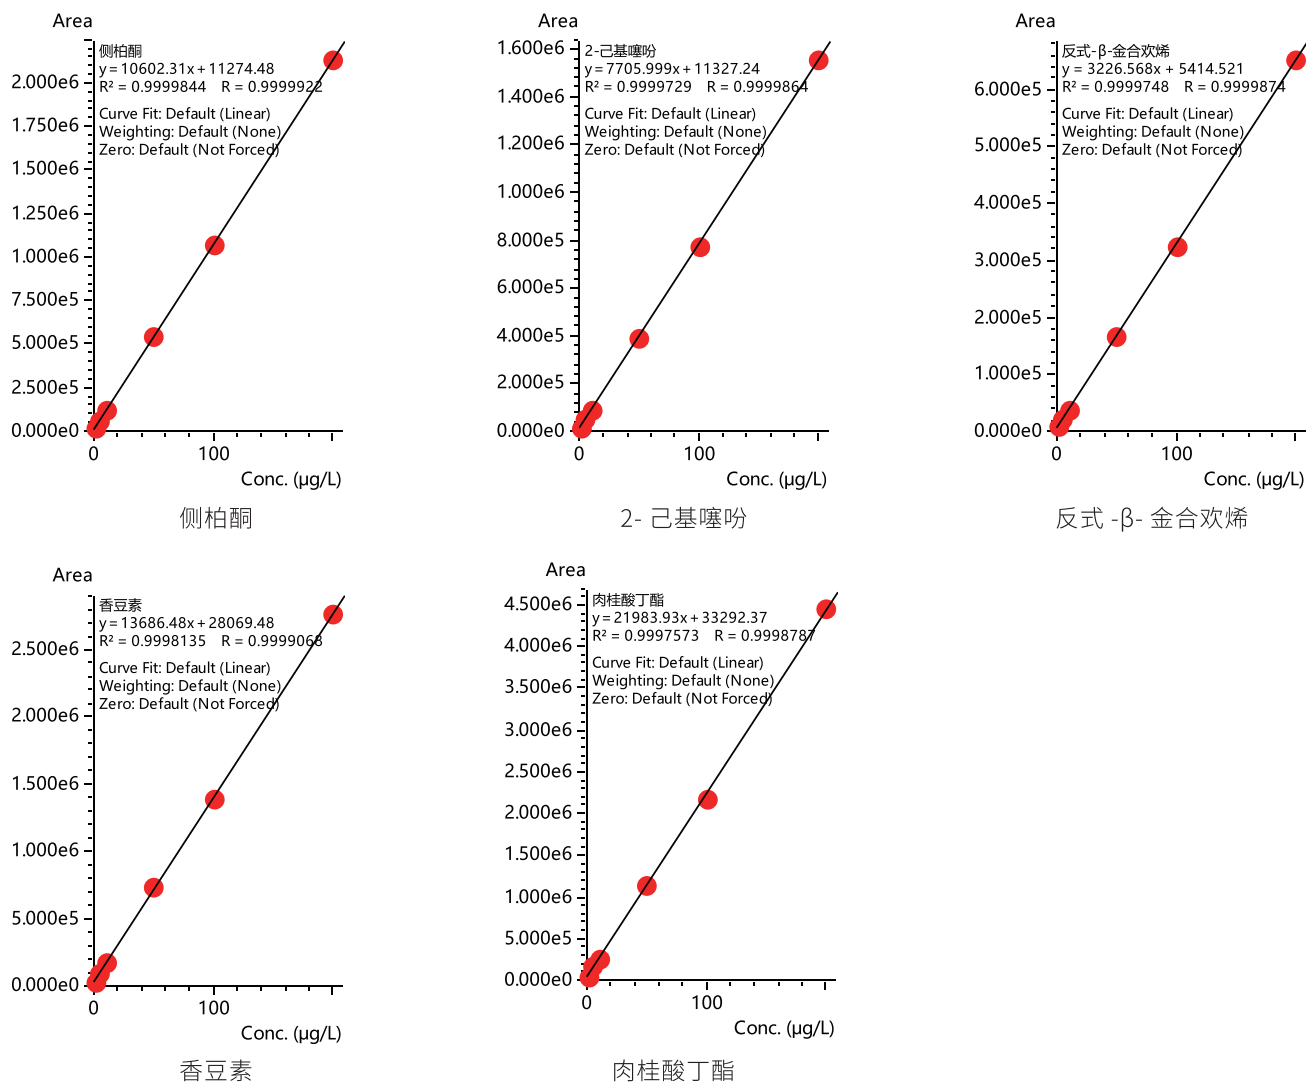 Area
侧柏酮
y = 10602.31x + 11274.48
R² = 0.9999844 R = 0.9999922
Curve Fit: Default (Linear)
Weighting: Default (None)
Zero: Default (Not Forced)
2.000e6
1.750e6
1.500e6
1.250e6
1.000e6
7.500e5
5.000e5
2.500e5
0.000e0
0 100
Conc. (µg/L)
侧柏酮
Area
2-己基噻吩
y = 7705.999x + 11327.24
R² = 0.9999729 R = 0.9999864
Curve Fit: Default (Linear)
Weighting: Default (None)
Zero: Default (Not Forced)
1.600e6
1.400e6
1.200e6
1.000e6
8.000e5
6.000e5
4.000e5
2.000e5
0.000e0
0 100
Conc. (µg/L)
2- 己基噻吩
Area
反式-β-金合欢烯
y = 3226.568x + 5414.521
R² = 0.9999748 R = 0.9999874
Curve Fit: Default (Linear)
Weighting: Default (None)
Zero: Default (Not Forced)
6.000e5
5.000e5
4.000e5
3.000e5
2.000e5
1.000e5
0.000e0
0 100
Conc. (µg/L)
反式 -β- 金合欢烯
Area
香豆素
y = 13686.48x + 28069.48
R² = 0.9998135 R = 0.9999068
Curve Fit: Default (Linear)
Weighting: Default (None)
Zero: Default (Not Forced)
2.500e6
2.000e6
1.500e6
1.000e6
5.000e5
0.000e0
0 100
Conc. (µg/L)
香豆素
Area
肉桂酸丁酯
y = 21983.93x + 33292.37
R² = 0.9997573 R = 0.9998787
Curve Fit: Default (Linear)
Weighting: Default (None)
Zero: Default (Not Forced)
4.500e6
4.000e6
3.500e6
3.000e6
2.500e6
2.000e6
1.500e6
1.000e6
5.000e5
0.000e0
0 100
Conc. (µg/L)
肉桂酸丁酯